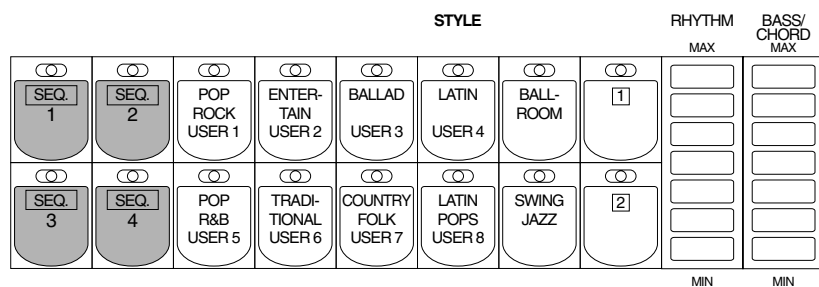 STYLE
RHYTHM
MAX
BASS/
CHORD
MAX
SEQ.
1
SEQ.
2
POP
ROCK
USER 1
ENTER-
TAIN
USER 2
BALLAD
USER 3
LATIN
USER 4
BALL-
ROOM
1
SEQ.
3
SEQ.
4
POP
R&B
USER 5
TRADI-
TIONAL
USER 6
COUNTRY
FOLK
USER 7
LATIN
POPS
USER 8
SWING
JAZZ
2
MIN
MIN